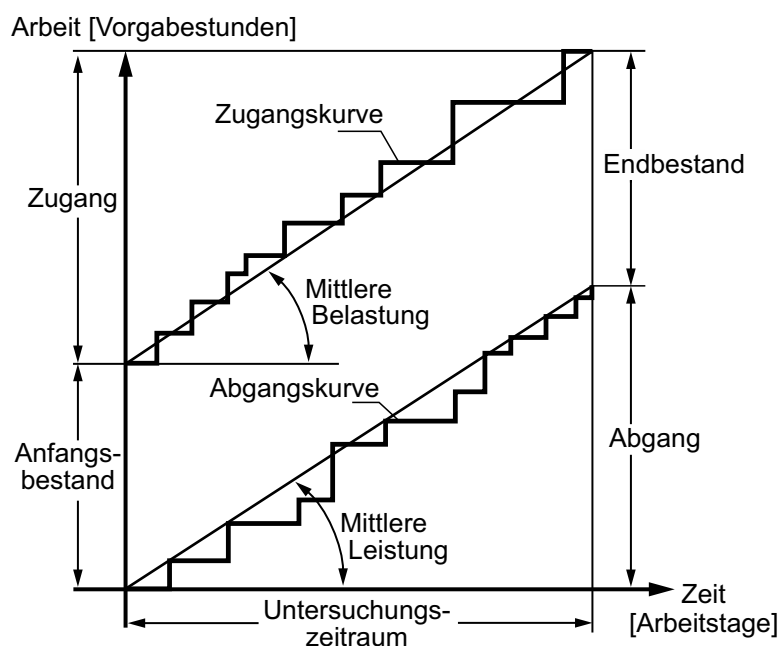 Arbeit [Vorgabestunden]
Zugangskurve
Zugang
Endbestand
Mittlere
Belastung
Abgangskurve
Anfangs-
bestand
Abgang
Mittlere
Leistung
Zeit
[Arbeitstage]
Untersuchungs-
zeitraum